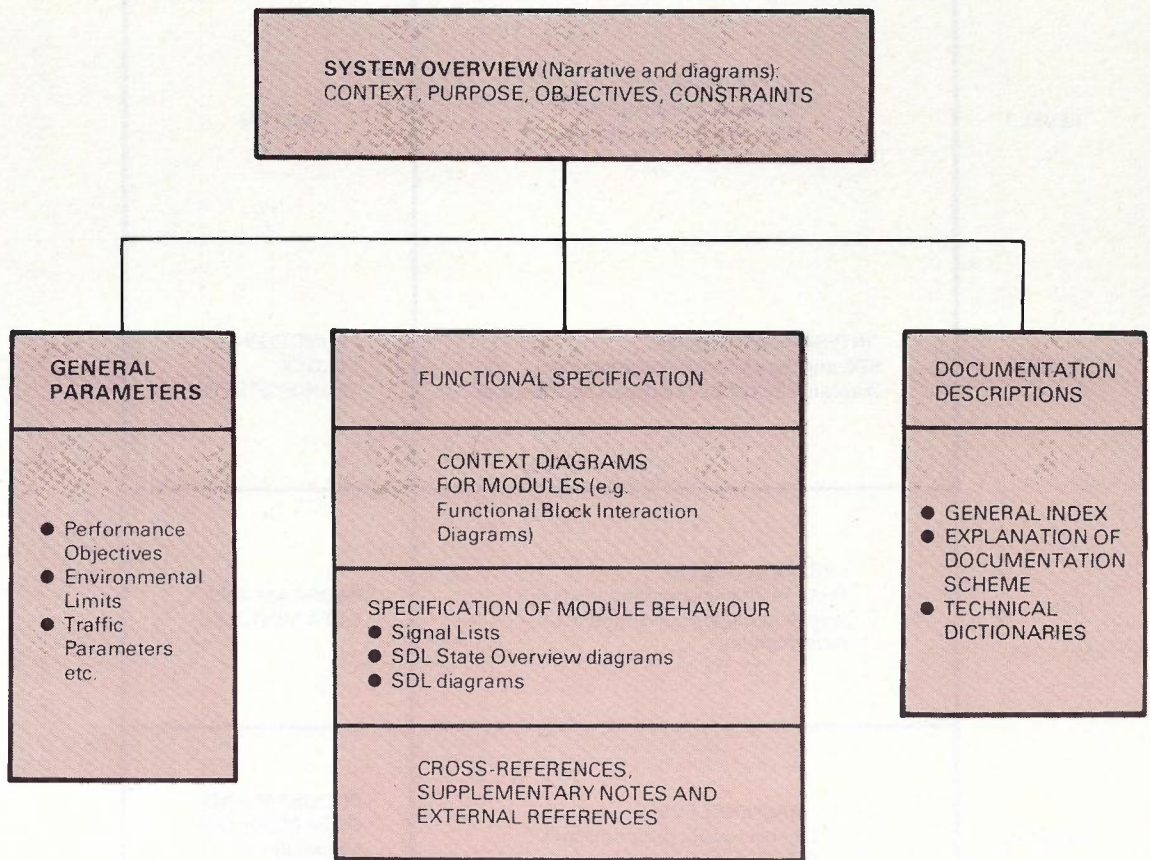 SYSTEM OVERVIEW (Narrative and diagrams):
CONTEXT, PURPOSE, OBJECTIVES, CONSTRAINTS
GENERAL
PARAMETERS
● Performance
Objectives
● Environmental
Limits
● Traffic
Parameters
etc.
FUNCTIONAL SPECIFICATION
CONTEXT DIAGRAMS
FOR MODULES (e.g.
Functional Block Interaction
Diagrams)
SPECIFICATION OF MODULE BEHAVIOUR
● Signal Lists
● SDL State Overview diagrams
● SDL diagrams
CROSS-REFERENCES,
SUPPLEMENTARY NOTES AND
EXTERNAL REFERENCES
DOCUMENTATION
DESCRIPTIONS
● GENERAL INDEX
● EXPLANATION OF
DOCUMENTATION
SCHEME
● TECHNICAL
DICTIONARIES